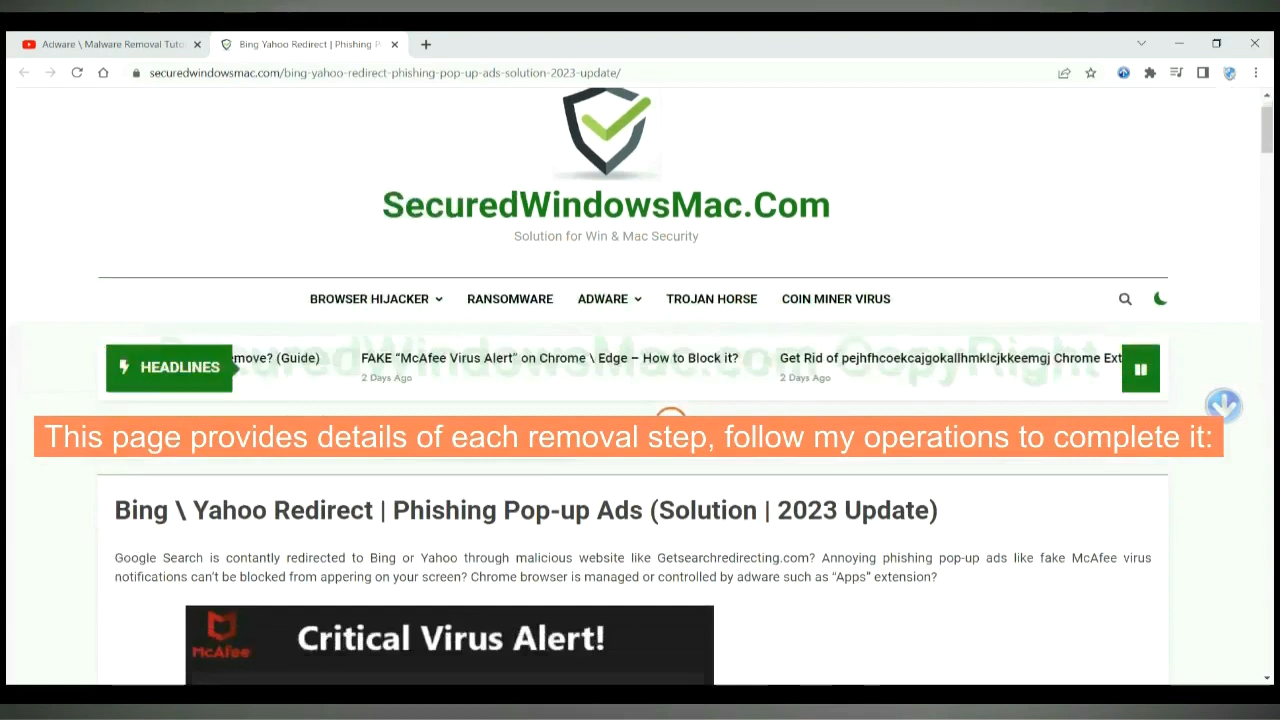 Adware \ Malware Removal Tuto
Bing Yahoo Redirect | Phishing P
securedwindowsmac.com/bing-yahoo-redirect-phishing-pop-up-ads-solution-2023-update/
SecuredWindowsMac.Com
Solution for Win & Mac Security
BROWSER HIJACKER
RANSOMWARE
ADWARE
TROJAN HORSE
COIN MINER VIRUS
SecuredWindowsMac.com CopyRight
HEADLINES
emove? (Guide)
FAKE “McAfee Virus Alert” on Chrome \ Edge – How to Block it?
2 Days Ago
Get Rid of pejhfhcoekcajgokallhmklcjkkeemgj Chrome Ext
2 Days Ago
This page provides details of each removal step, follow my operations to complete it:
Bing \ Yahoo Redirect | Phishing Pop-up Ads (Solution | 2023 Update)
Google Search is contantly redirected to Bing or Yahoo through malicious website like Getsearchredirecting.com? Annoying phishing pop-up ads like fake McAfee virus
notifications can’t be blocked from appering on your screen? Chrome browser is managed or controlled by adware such as “Apps” extension?
McAfee
Critical Virus Alert!